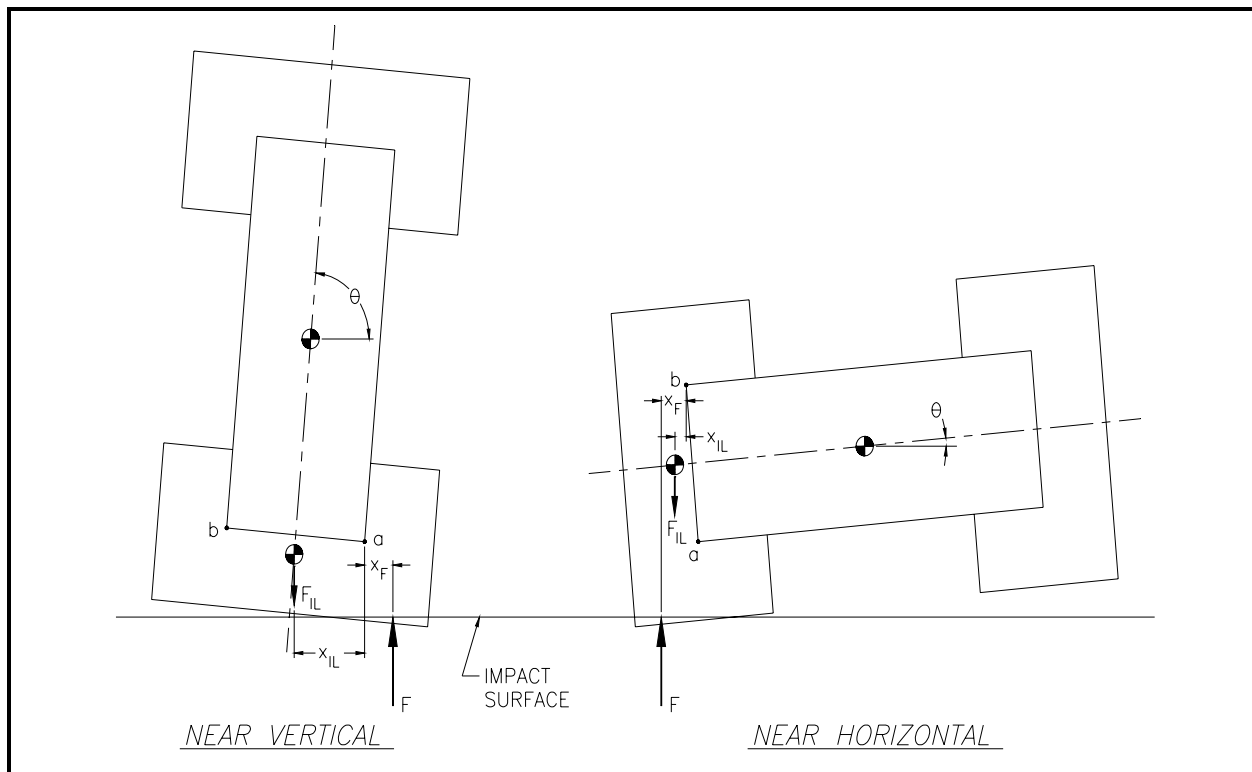 θ
b
a
X_F
F_IL
X_IL
F
IMPACT
SURFACE
NEAR VERTICAL
b
X_F
θ
X_IL
F_IL
a
F
NEAR HORIZONTAL